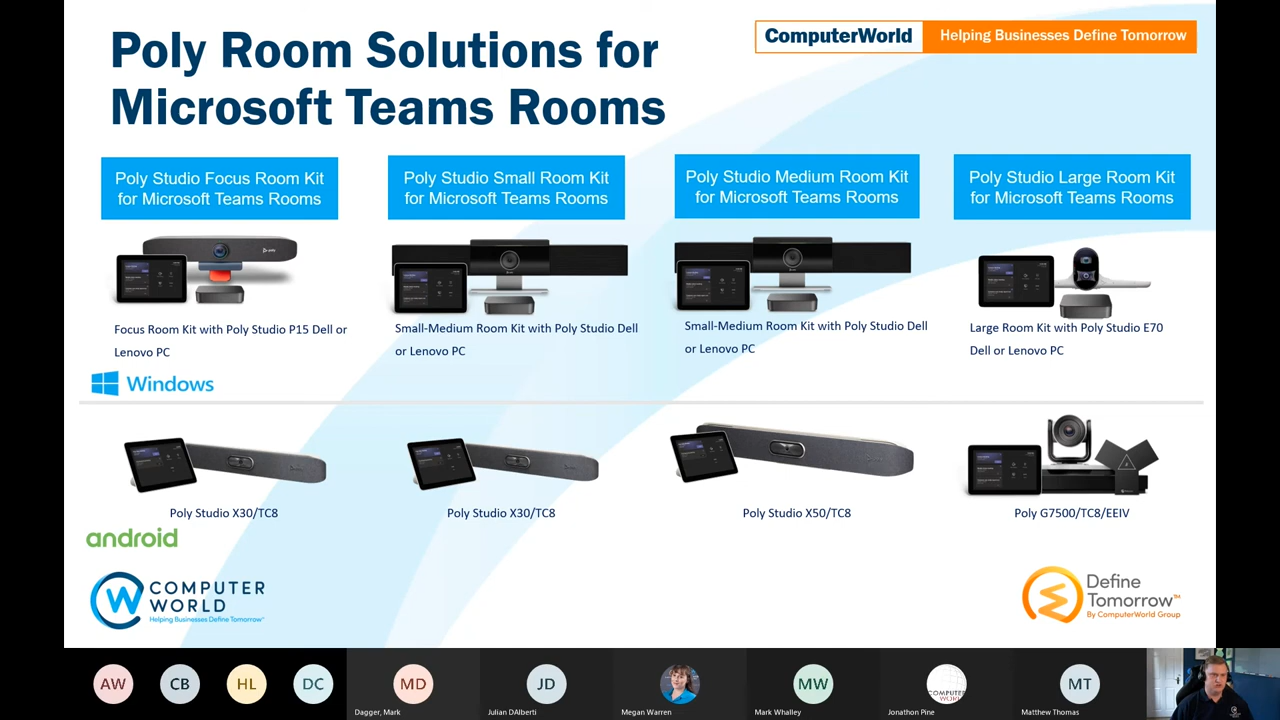 Poly Room Solutions for
Microsoft Teams Rooms
ComputerWorld
Helping Businesses Define Tomorrow
Poly Studio Focus Room Kit
for Microsoft Teams Rooms
Poly Studio Small Room Kit
for Microsoft Teams Rooms
Poly Studio Medium Room Kit
for Microsoft Teams Rooms
Poly Studio Large Room Kit
for Microsoft Teams Rooms
poly
Focus Room Kit with Poly Studio P15 Dell or
Lenovo PC
Small-Medium Room Kit with Poly Studio Dell
or Lenovo PC
Small-Medium Room Kit with Poly Studio Dell
or Lenovo PC
Large Room Kit with Poly Studio E70
Dell or Lenovo PC
Windows
Poly Studio X30/TC8
Poly Studio X30/TC8
Poly Studio X50/TC8
Poly G7500/TC8/EEIV
android
CW
COMPUTER
WORLD
Helping Businesses Define Tomorrow
Define
Tomorrow™
By ComputerWorld Group
AW
CB
HL
DC
MD
Dagger, Mark
JD
Julian DAlberti
Megan Warren
MW
Mark Whalley
COMPUTER
WORLD
Jonathon Pine
MT
Matthew Thomas